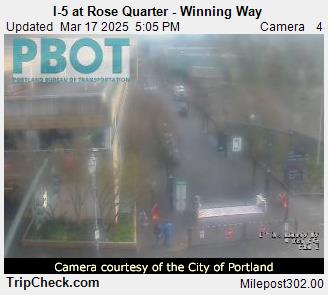 I-5 at Rose Quarter - Winning Way
Updated Mar 17 2025 5:05 PM Camera 4
PBOT
PORTLAND BUREAU OF TRANSPORTATION
Camera courtesy of the City of Portland
TripCheck.com Milepost302.00